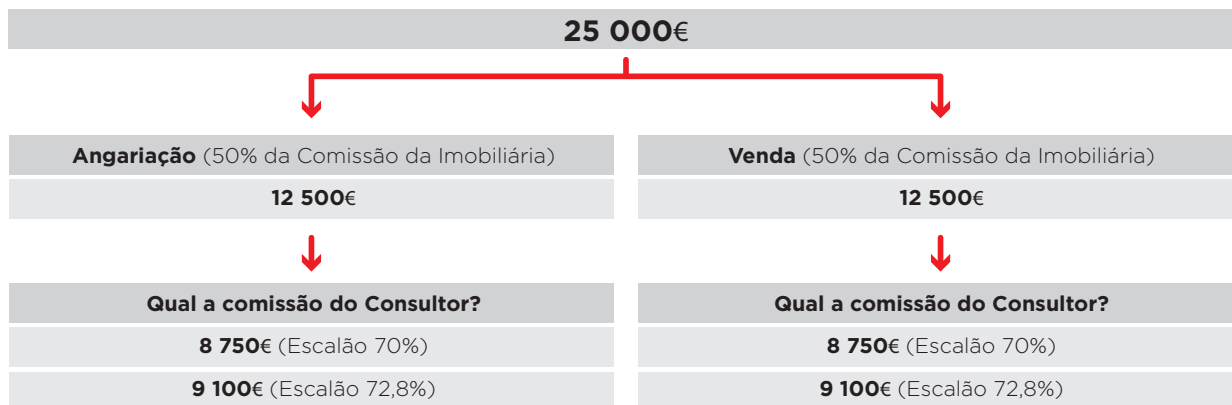 25 000€
Angariação (50% da Comissão da Imobiliária)
12 500€
Qual a comissão do Consultor?
8 750€ (Escalão 70%)
9 100€ (Escalão 72,8%)
Venda (50% da Comissão da Imobiliária)
12 500€
Qual a comissão do Consultor?
8 750€ (Escalão 70%)
9 100€ (Escalão 72,8%)